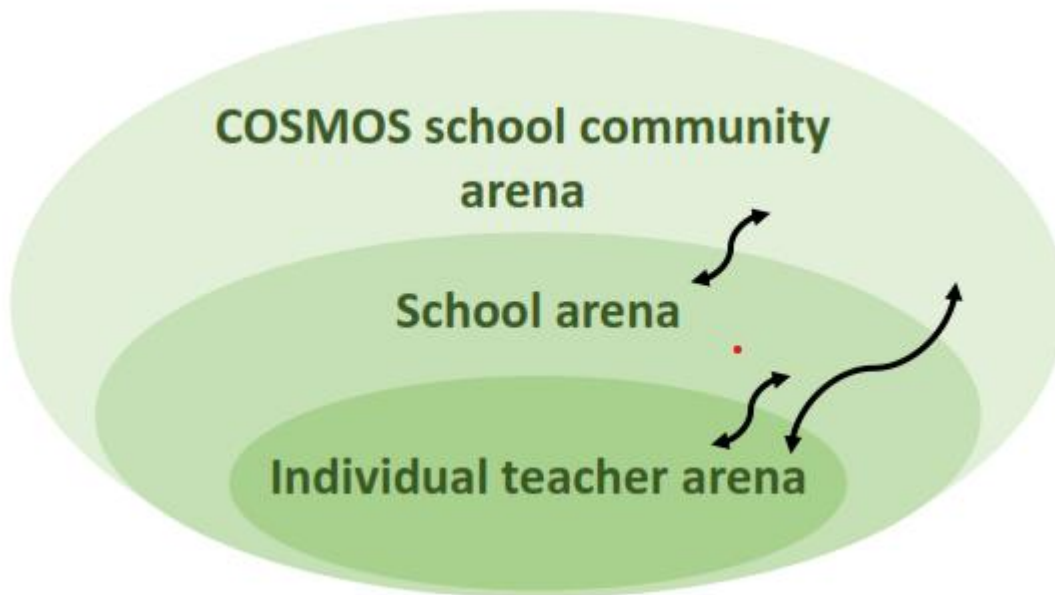 COSMOS school community
arena
School arena
Individual teacher arena